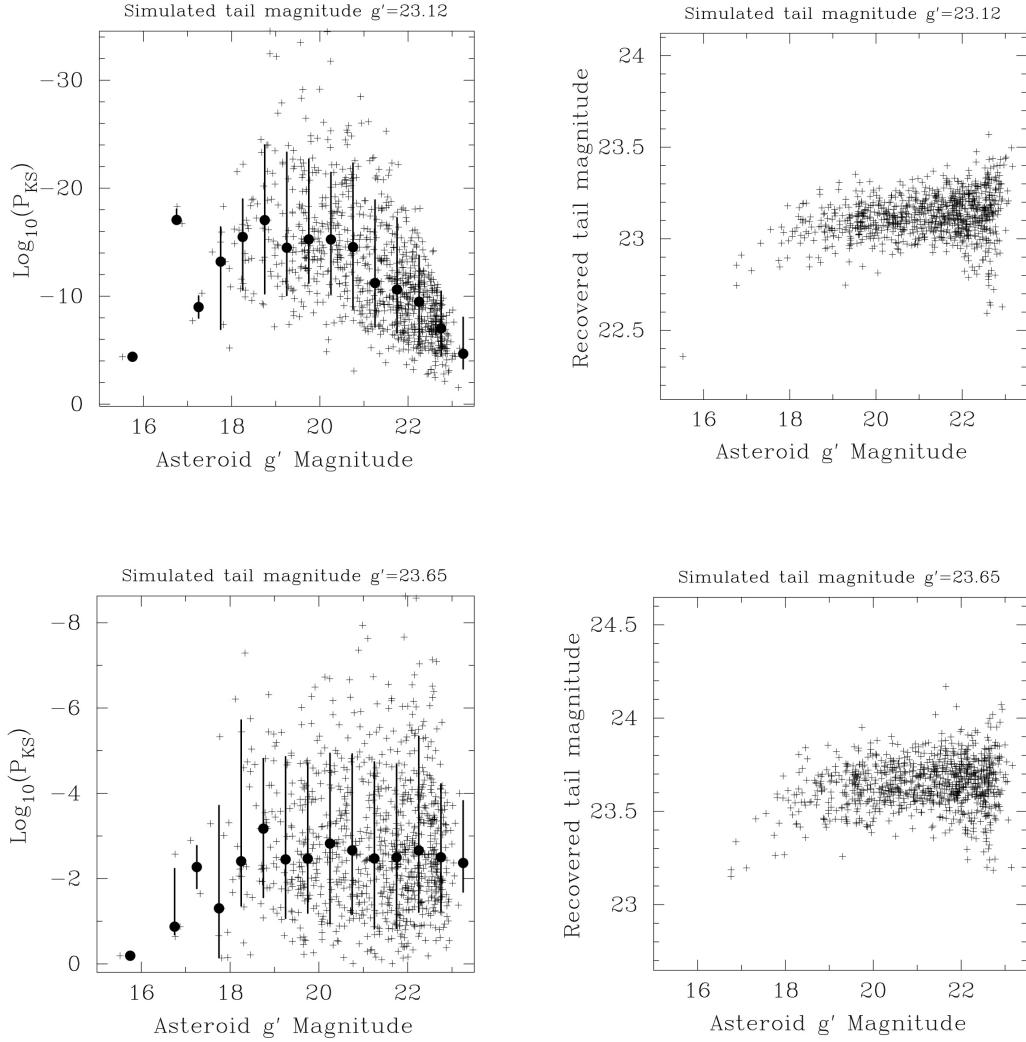 Simulated tail magnitude g'=23.12
Log10(PKS)
−30
−20
−10
0
16
18
20
22
Asteroid g' Magnitude
Simulated tail magnitude g'=23.12
Recovered tail magnitude
24
23.5
23
22.5
16
18
20
22
Asteroid g' Magnitude
Simulated tail magnitude g'=23.65
Log10(PKS)
−8
−6
−4
−2
0
16
18
20
22
Asteroid g' Magnitude
Simulated tail magnitude g'=23.65
Recovered tail magnitude
24.5
24
23.5
23
16
18
20
22
Asteroid g' Magnitude